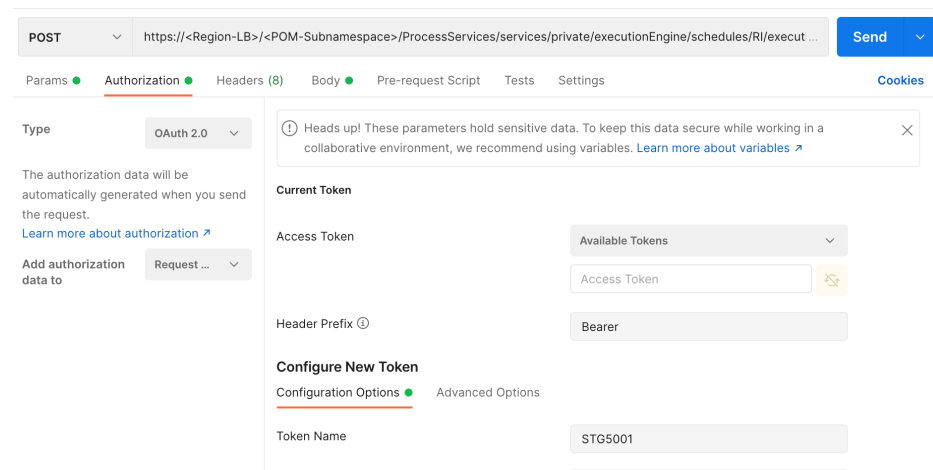 POST https://<Region-LB>/<POM-Subnamespace>/ProcessServices/services/private/executionEngine/schedules/RI/execut ... Send
Params Authorization Headers (8) Body Pre-request Script Tests Settings Cookies
Type OAuth 2.0
The authorization data will be
automatically generated when you send
the request.
Learn more about authorization ↗
Add authorization
data to
Request ...
Heads up! These parameters hold sensitive data. To keep this data secure while working in a
collaborative environment, we recommend using variables. Learn more about variables ↗
Current Token
Access Token Available Tokens
Access Token
Header Prefix Bearer
Configure New Token
Configuration Options Advanced Options
Token Name STG5001